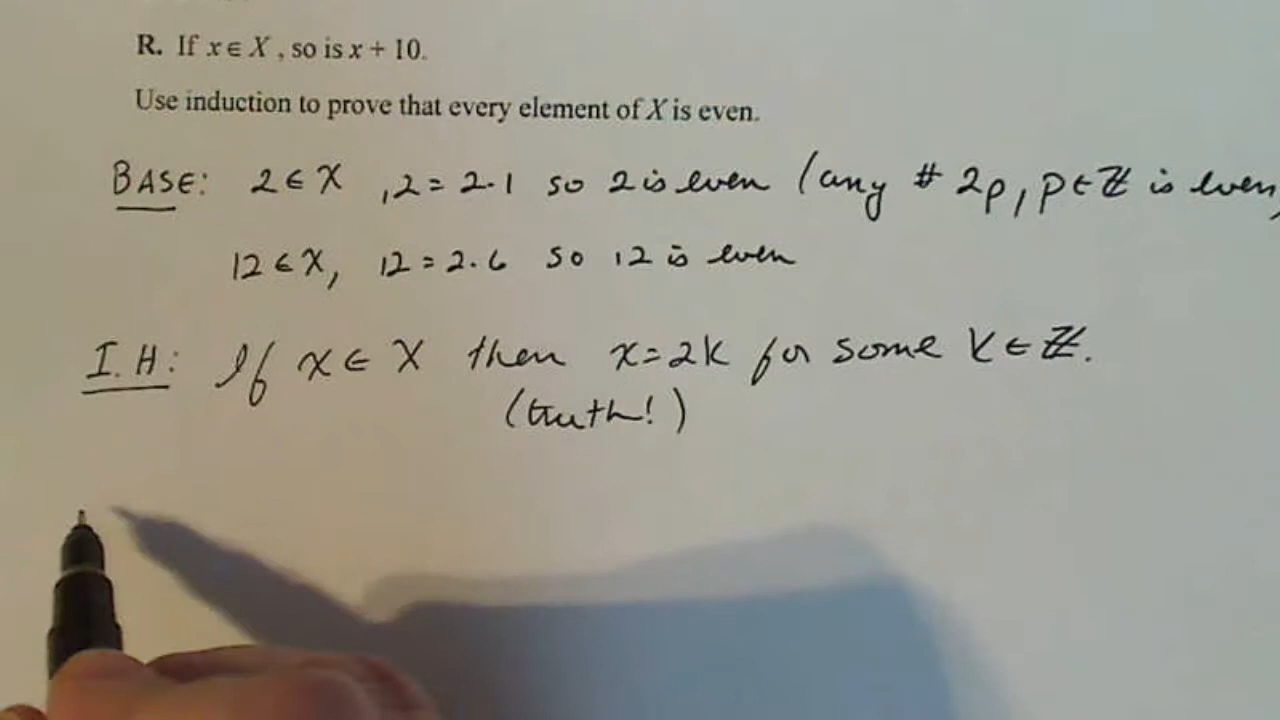 R. If x ∈ X , so is x + 10.
Use induction to prove that every element of X is even.
BASE: 2 ∈ X , 2 = 2·1 so 2 is even (any # 2p, p ∈ ℤ is even)
12 ∈ X, 12 = 2·6 so 12 is even
I.H: If x ∈ X then x = 2k for some k ∈ ℤ.
(truth!)